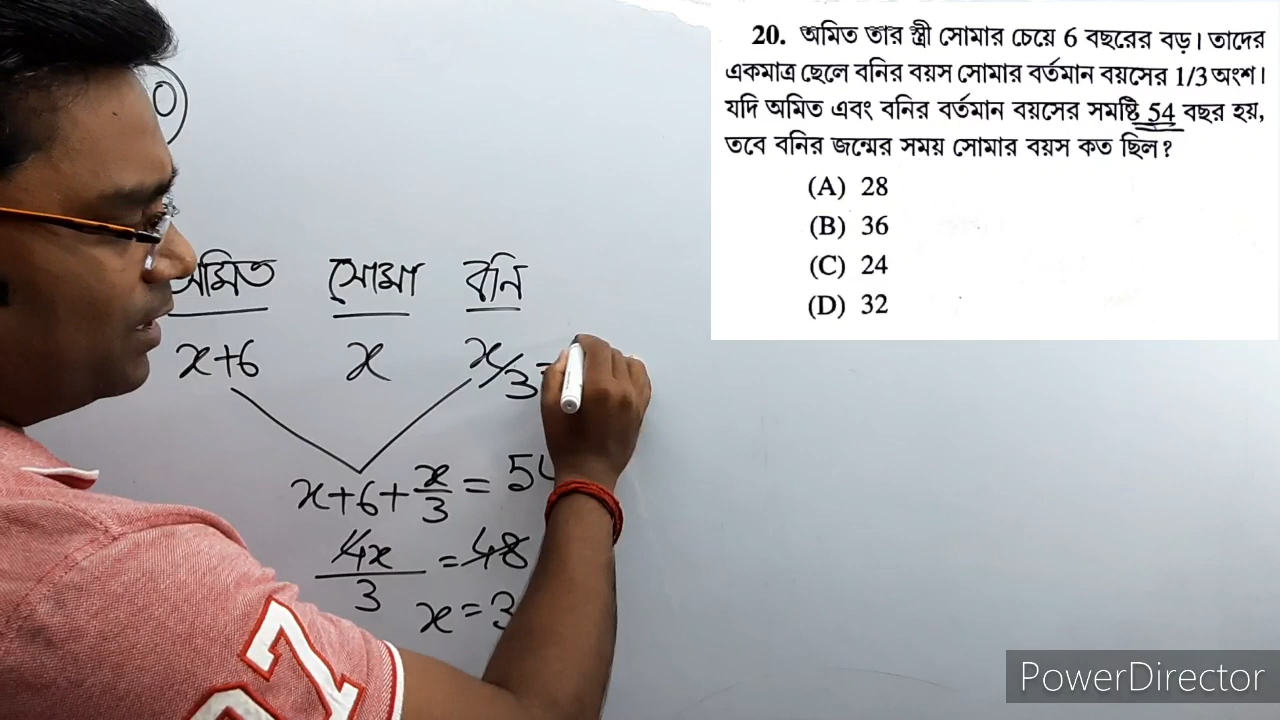 20. অমিত তার স্ত্রী সোমার চেয়ে 6 বছরের বড়। তাদের
একমাত্র ছেলে বনির বয়স সোমার বর্তমান বয়সের 1/3 অংশ।
যদি অমিত এবং বনির বর্তমান বয়সের সমষ্টি 54 বছর হয়,
তবে বনির জন্মের সময় সোমার বয়স কত ছিল?
(A) 28
(B) 36
(C) 24
(D) 32
অমিত সোমা বনি
x+6 x x/3 =
x+6+x/3 = 54
4x/3 = 48
x = 3
PowerDirector